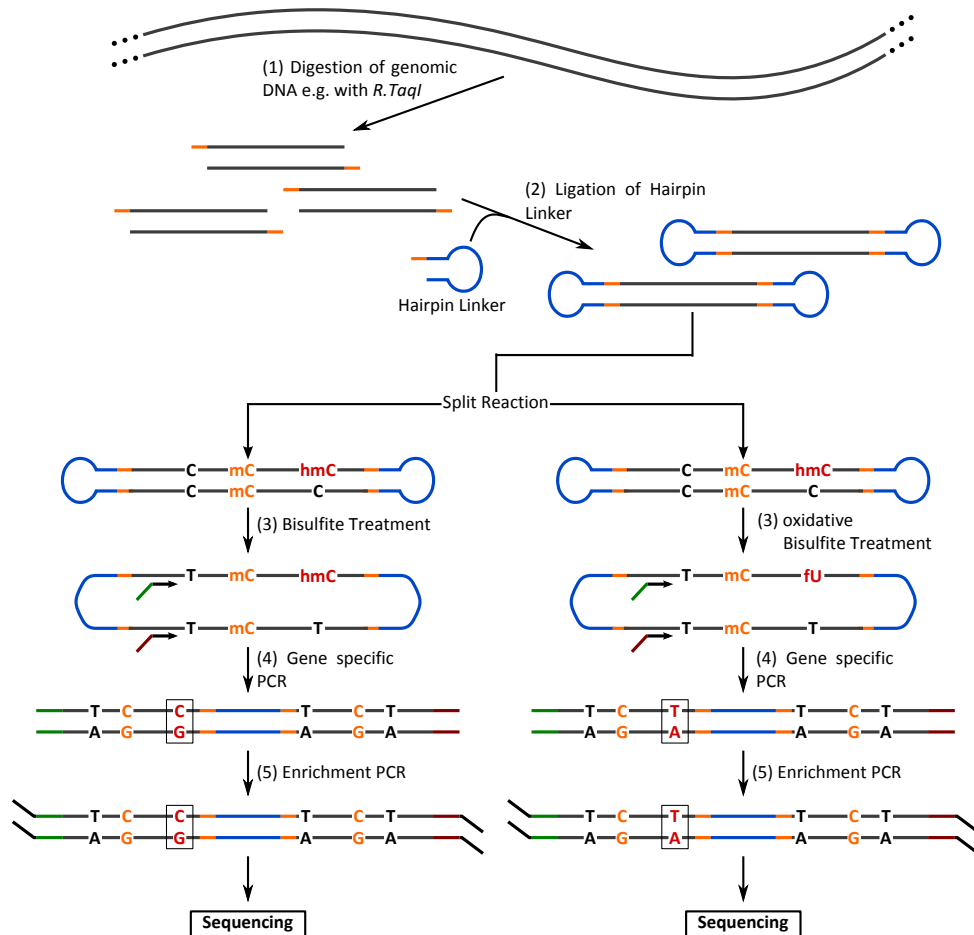 (1) Digestion of genomic
DNA e.g. with R.TaqI
(2) Ligation of Hairpin
Linker
Hairpin Linker
Split Reaction
C mC hmC
C mC C
(3) Bisulfite Treatment
T mC hmC
T mC T
(4) Gene specific
PCR
T C C T C T
A G G A G A
(5) Enrichment PCR
T C C T C T
A G G A G A
Sequencing
C mC hmC
C mC C
(3) oxidative
Bisulfite Treatment
T mC fU
T mC T
(4) Gene specific
PCR
T C T T C T
A G A A G A
(5) Enrichment PCR
T C T T C T
A G A A G A
Sequencing